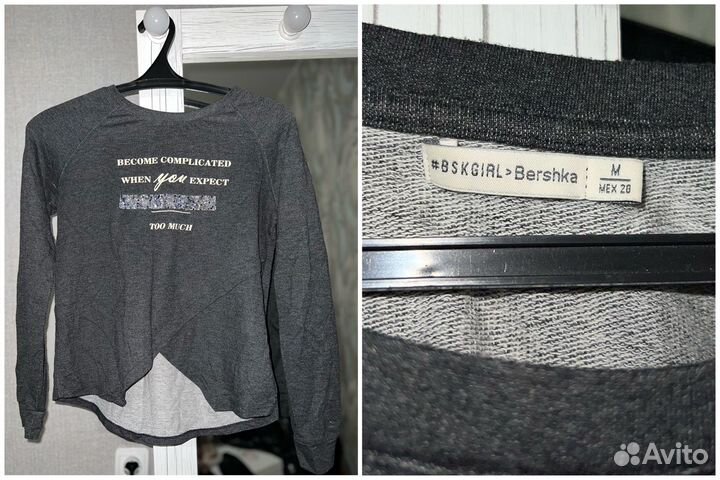 BECOME COMPLICATED
WHEN you EXPECT
TOO MUCH
#BSKGIRL>Bershka
M
MEX 28
Avito